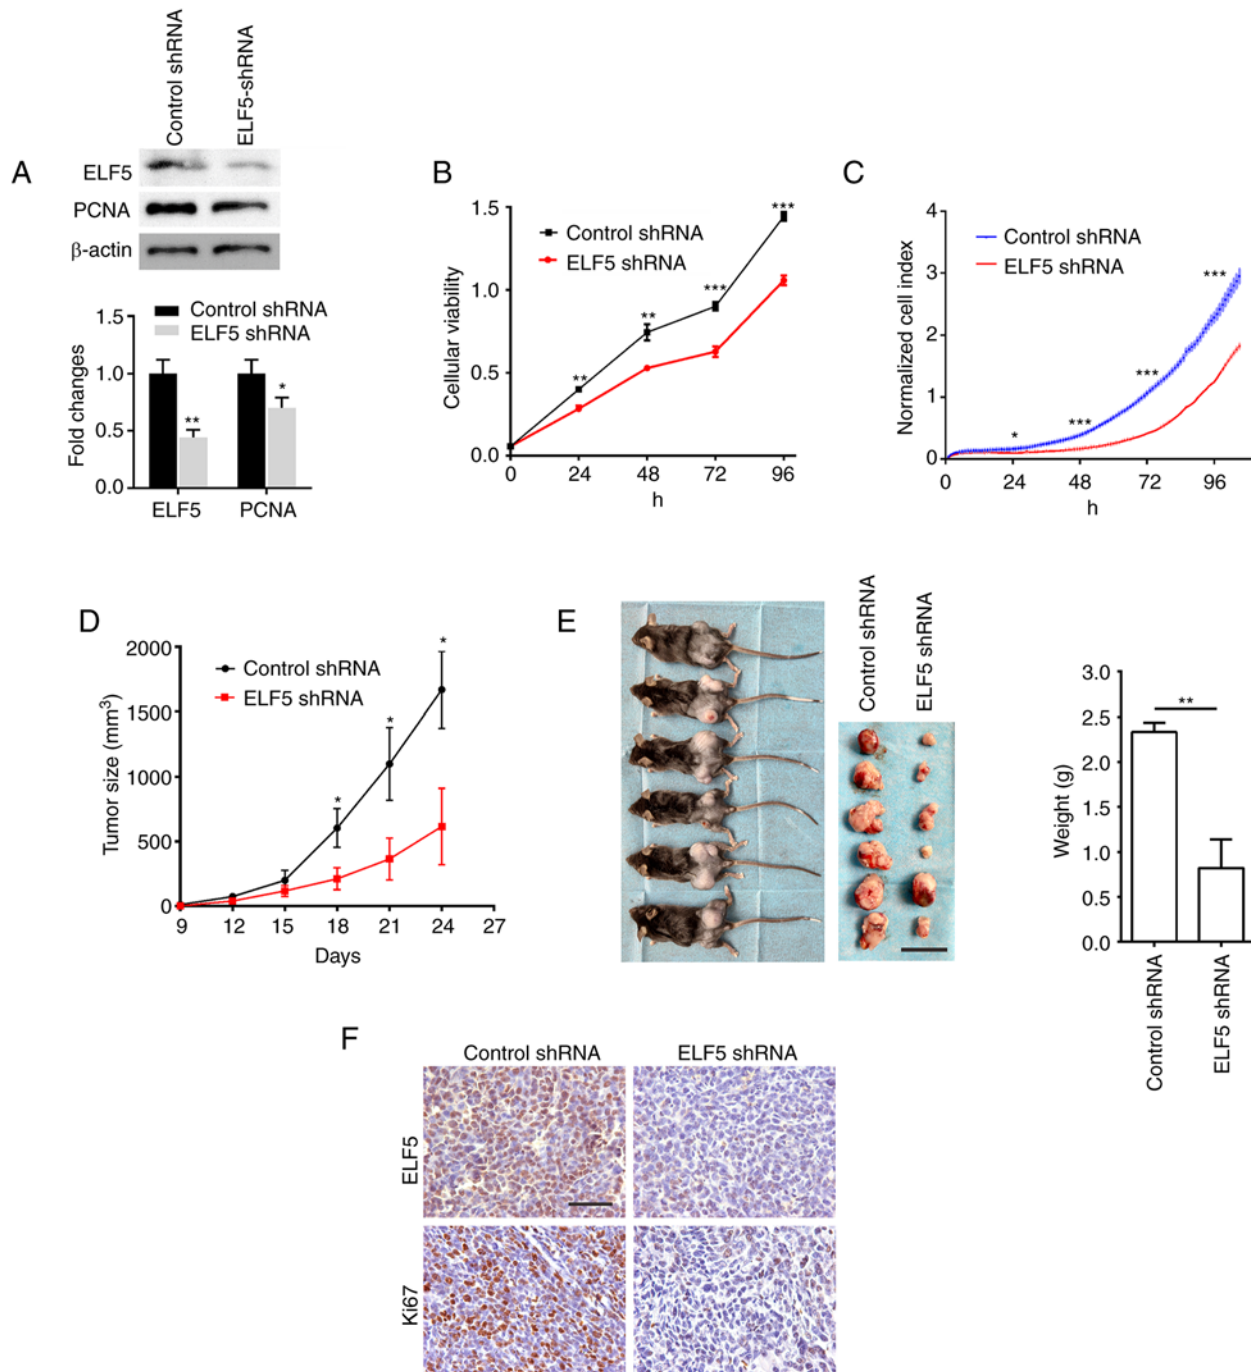 A
Control shRNA
ELF5-shRNA
ELF5
PCNA
β-actin
Control shRNA
ELF5 shRNA
Fold changes
1.0
0.5
0.0
**
*
ELF5
PCNA
B
Control shRNA
ELF5 shRNA
Cellular viability
1.5
1.0
0.5
0.0
**
**
***
***
0
24
48
72
96
h
C
Control shRNA
ELF5 shRNA
Normalized cell index
4
3
2
1
0
*
***
***
***
0
24
48
72
96
h
D
Control shRNA
ELF5 shRNA
Tumor size (mm³)
2000
1500
1000
500
0
*
*
*
9
12
15
18
21
24
27
Days
E
Control shRNA
ELF5 shRNA
Weight (g)
3.0
2.5
2.0
1.5
1.0
0.5
0.0
**
Control shRNA
ELF5 shRNA
F
Control shRNA
ELF5 shRNA
ELF5
Ki67